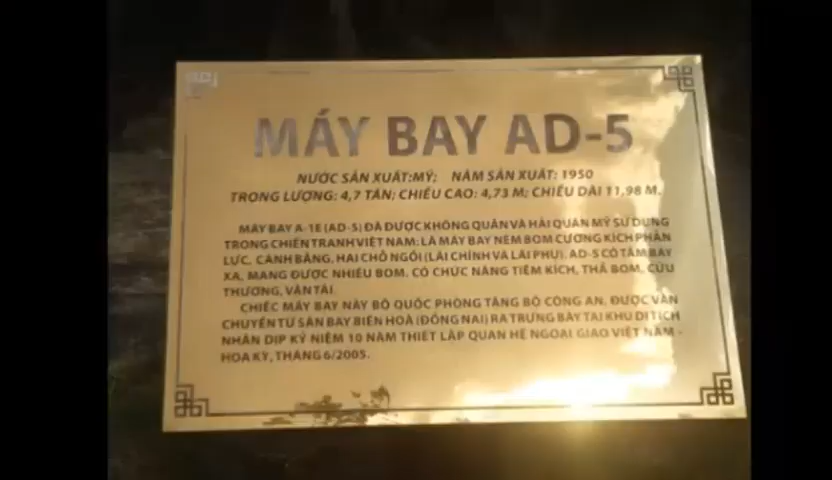 MÁY BAY AD-5
NƯỚC SẢN XUẤT:MỸ; NĂM SẢN XUẤT: 1950
TRỌNG LƯỢNG: 4,7 TẤN; CHIỀU CAO: 4,73 M; CHIỀU DÀI 11,98 M.
MÁY BAY A-1E (AD-5) ĐÃ ĐƯỢC KHÔNG QUÂN VÀ HẢI QUÂN MỸ SỬ DỤNG
TRONG CHIẾN TRANH VIỆT NAM: LÀ MÁY BAY NÉM BOM CƯỜNG KÍCH PHẢN
LỰC, CÁNH BẰNG, HAI CHỖ NGỒI (LÁI CHÍNH VÀ LÁI PHỤ). AD-5 CÓ TẦM BAY
XA, MANG ĐƯỢC NHIỀU BOM, CÓ CHỨC NĂNG TIÊM KÍCH, THẢ BOM, CỨU
THƯƠNG, VẬN TẢI.
CHIẾC MÁY BAY NÀY BỘ QUỐC PHÒNG TẶNG BỘ CÔNG AN, ĐƯỢC VẬN
CHUYỂN TỪ SÂN BAY BIÊN HOÀ (ĐỒNG NAI) RA TRƯNG BÀY TẠI KHU DI TÍCH
NHÂN DỊP KỶ NIỆM 10 NĂM THIẾT LẬP QUAN HỆ NGOẠI GIAO VIỆT NAM -
HOA KỲ, THÁNG 6/2005.